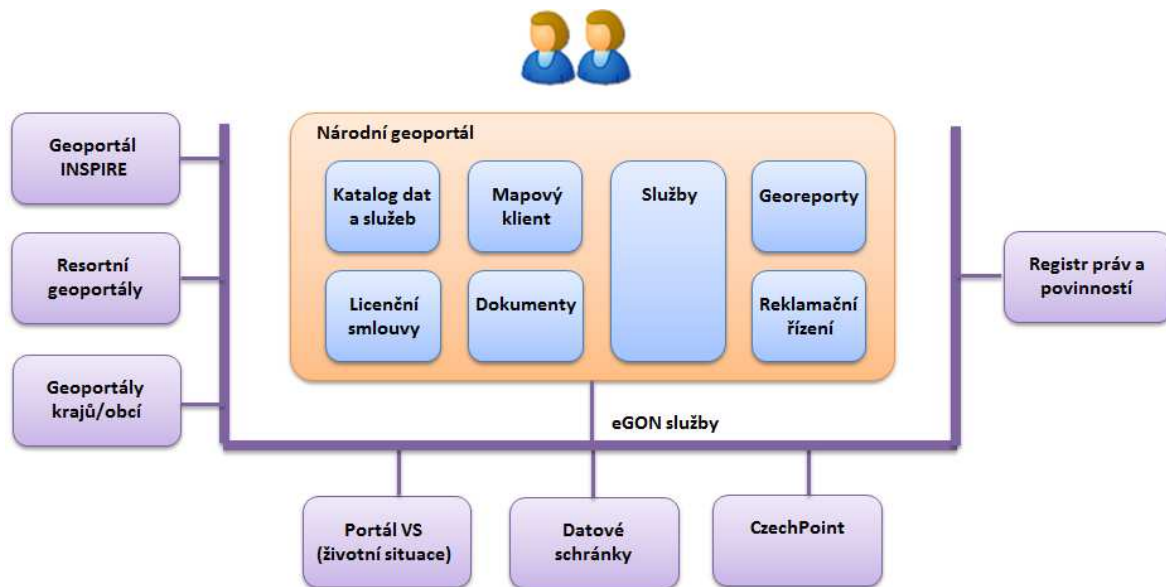 Národní geoportál
Geoportál
INSPIRE
Katalog dat
a služeb
Mapový
klient
Služby
Georeporty
Resortní
geoportály
Registr práv a
povinností
Licenční
smlouvy
Dokumenty
Reklamační
řízení
Geoportály
krajů/obcí
eGON služby
Portál VS
(životní situace)
Datové
schránky
CzechPoint